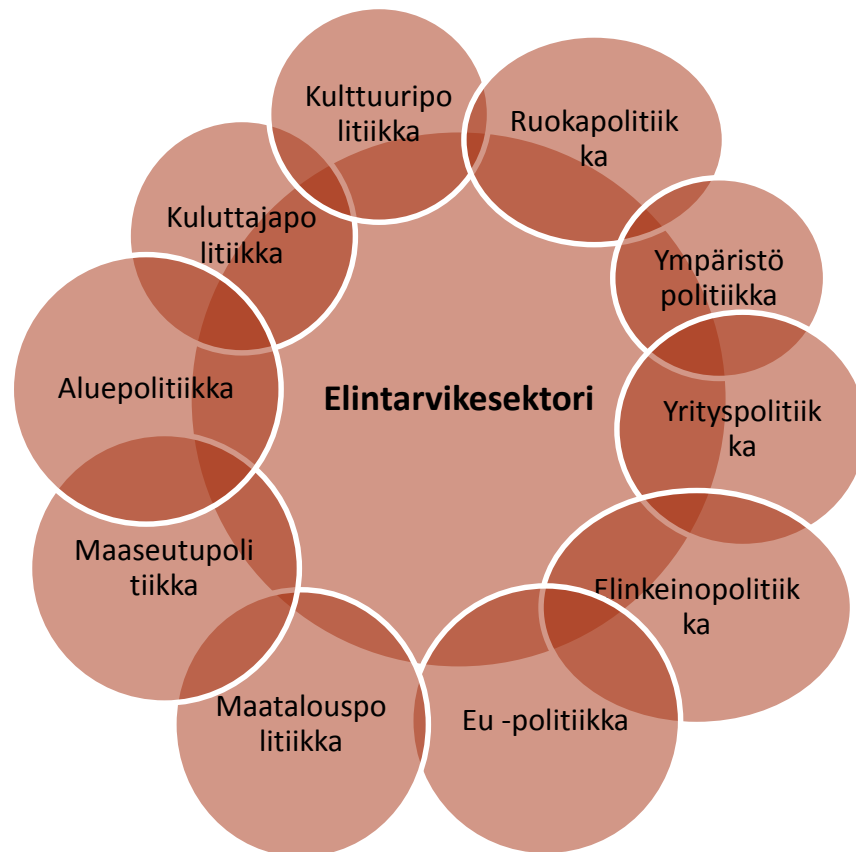 Kulttuuripo
litiikka
Ruokapolitiik
ka
Ympäristö
politiikka
Yrityspolitiik
ka
Elinkeinopolitiik
ka
Eu -politiikka
Maatalouspo
litiikka
Maaseutupoli
tiikka
Aluepolitiikka
Kuluttajapo
litiikka
Elintarvikesektori